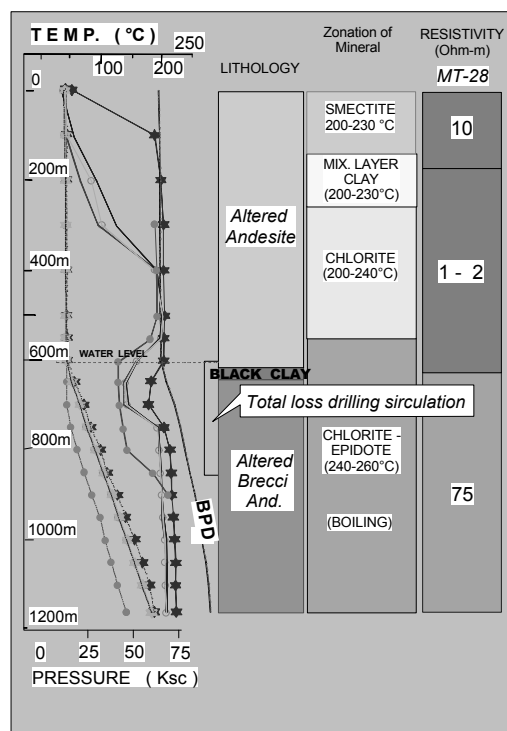 TEMP. (°C)
100
200
250
LITHOLOGY
Zonation of
Mineral
RESISTIVITY
(Ohm-m)
MT-28
0
200m
400m
600m
800m
1000m
1200m
WATER LEVEL
Altered
Andesite
BLACK CLAY
Total loss drilling sirculation
Altered
Brecci
And.
BPD
SMECTITE
200-230 °C
MIX. LAYER
CLAY
(200-230°C)
CHLORITE
(200-240°C)
CHLORITE -
EPIDOTE
(240-260°C)
(BOILING)
10
1 - 2
75
0
25
50
75
PRESSURE ( Ksc)